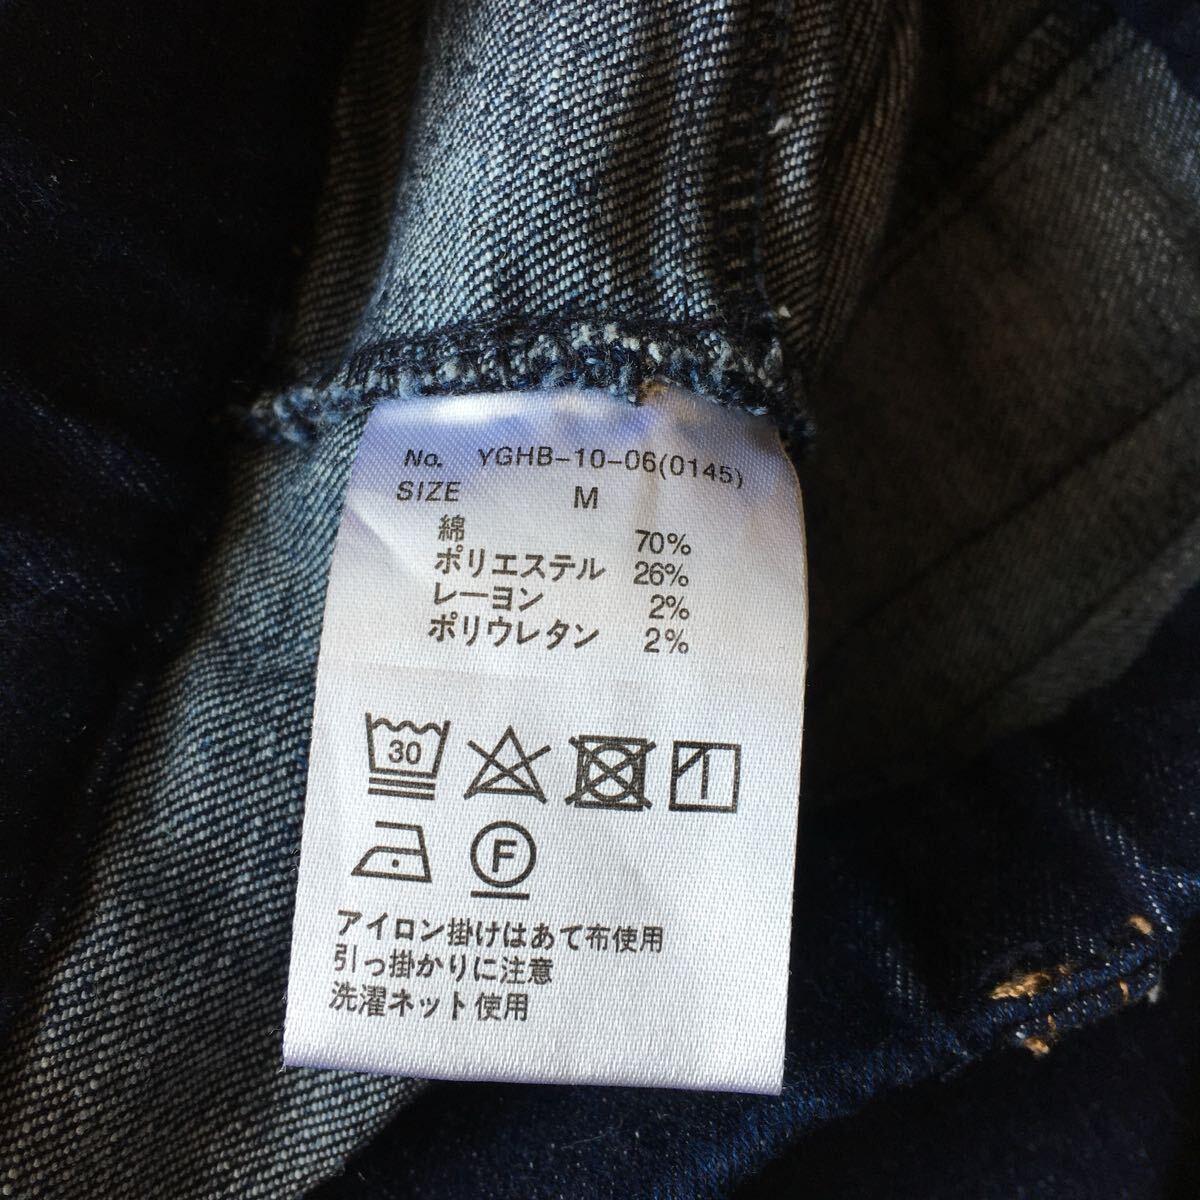 No. YGHB-10-06(0145)
SIZE M
綿 70%
ポリエステル 26%
レーヨン 2%
ポリウレタン 2%
30
F
アイロン掛けはあて布使用
引っ掛かりに注意
洗濯ネット使用